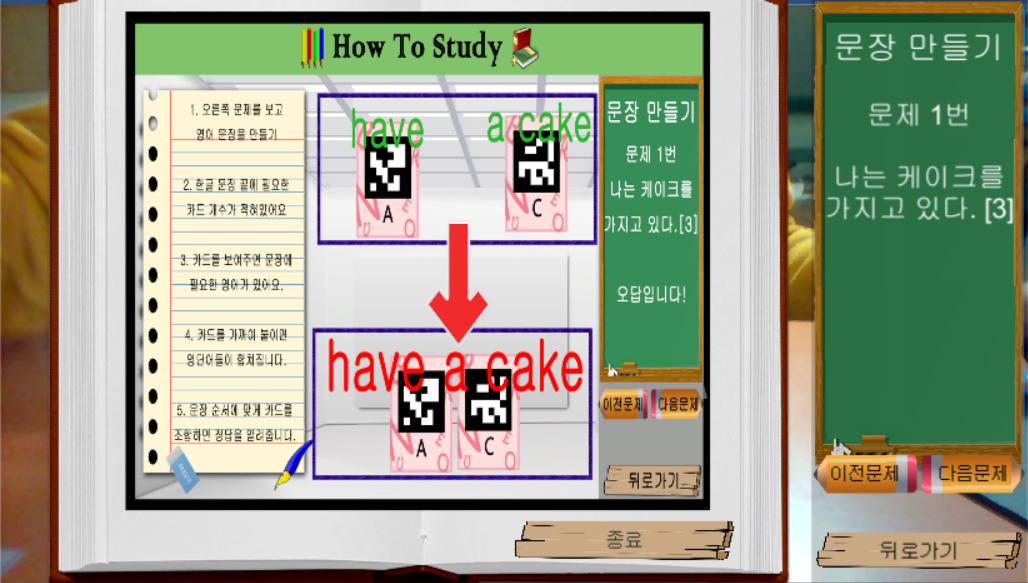 How To Study
1. 오른쪽 문제를 보고
영어 문장을 만들기
2. 한글 문장 끝에 필요한
카드 개수가 적혀있어요
3. 카드를 보여주면 문장에
필요한 영어가 있어요.
4. 카드를 가까이 붙이면
영단어들이 합쳐집니다.
5. 문장 순서에 맞게 카드를
조합하면 정답을 알려줍니다.
have
a cake
A
C
have a cake
A
C
문장 만들기
문제 1번
나는 케이크를
가지고 있다.[3]
오답입니다!
이전문제
다음문제
뒤로가기
종료
문장 만들기
문제 1번
나는 케이크를
가지고 있다. [3]
이전문제
다음문제
뒤로가기